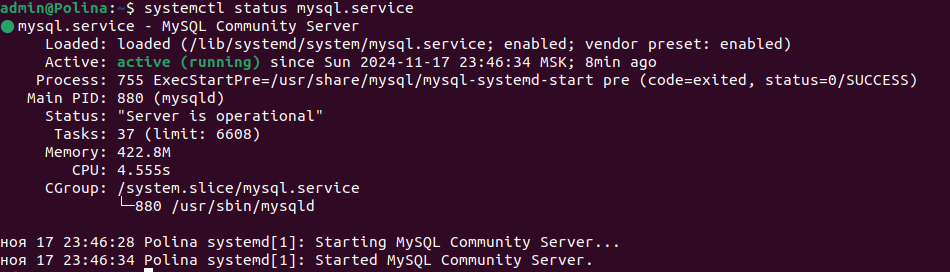 admin@Polina:~$ systemctl status mysql.service
● mysql.service - MySQL Community Server
     Loaded: loaded (/lib/systemd/system/mysql.service; enabled; vendor preset: enabled)
     Active: active (running) since Sun 2024-11-17 23:46:34 MSK; 8min ago
    Process: 755 ExecStartPre=/usr/share/mysql/mysql-systemd-start pre (code=exited, status=0/SUCCESS)
   Main PID: 880 (mysqld)
     Status: "Server is operational"
      Tasks: 37 (limit: 6608)
     Memory: 422.8M
        CPU: 4.555s
     CGroup: /system.slice/mysql.service
             └─880 /usr/sbin/mysqld
ноя 17 23:46:28 Polina systemd[1]: Starting MySQL Community Server...
ноя 17 23:46:34 Polina systemd[1]: Started MySQL Community Server.